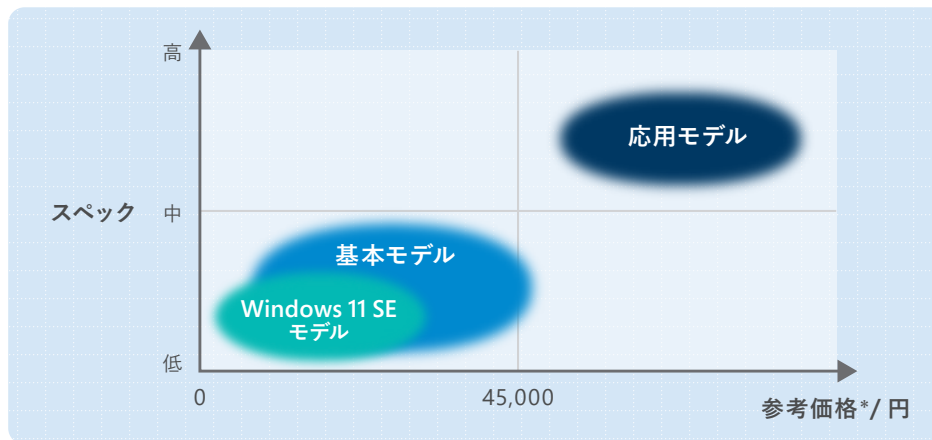 高
応用モデル
スペック
中
基本モデル
Windows 11 SE
モデル
低
0
45,000
参考価格*/ 円